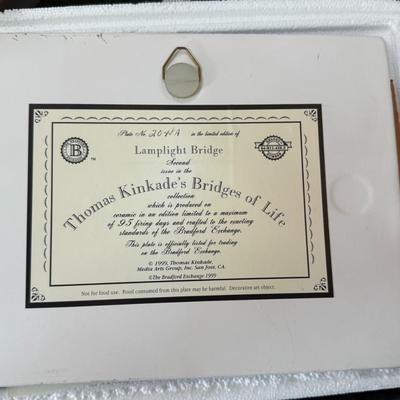 Plate No. 2044A in the limited edition of
Lamplight Bridge
Second
issue in the
Thomas Kinkade's Bridges of Life
collection
which is produced on
ceramic in an edition limited to a maximum
of 95 firing days and crafted to the exacting
standards of the Bradford Exchange.
This plate is officially listed for trading
on the Bradford Exchange.
B
TM
© 1999, Thomas Kinkade,
Media Arts Group, Inc. San Jose, CA.
©The Bradford Exchange 1999
Not for food use. Food consumed from this plate may be harmful. Decorative art object.